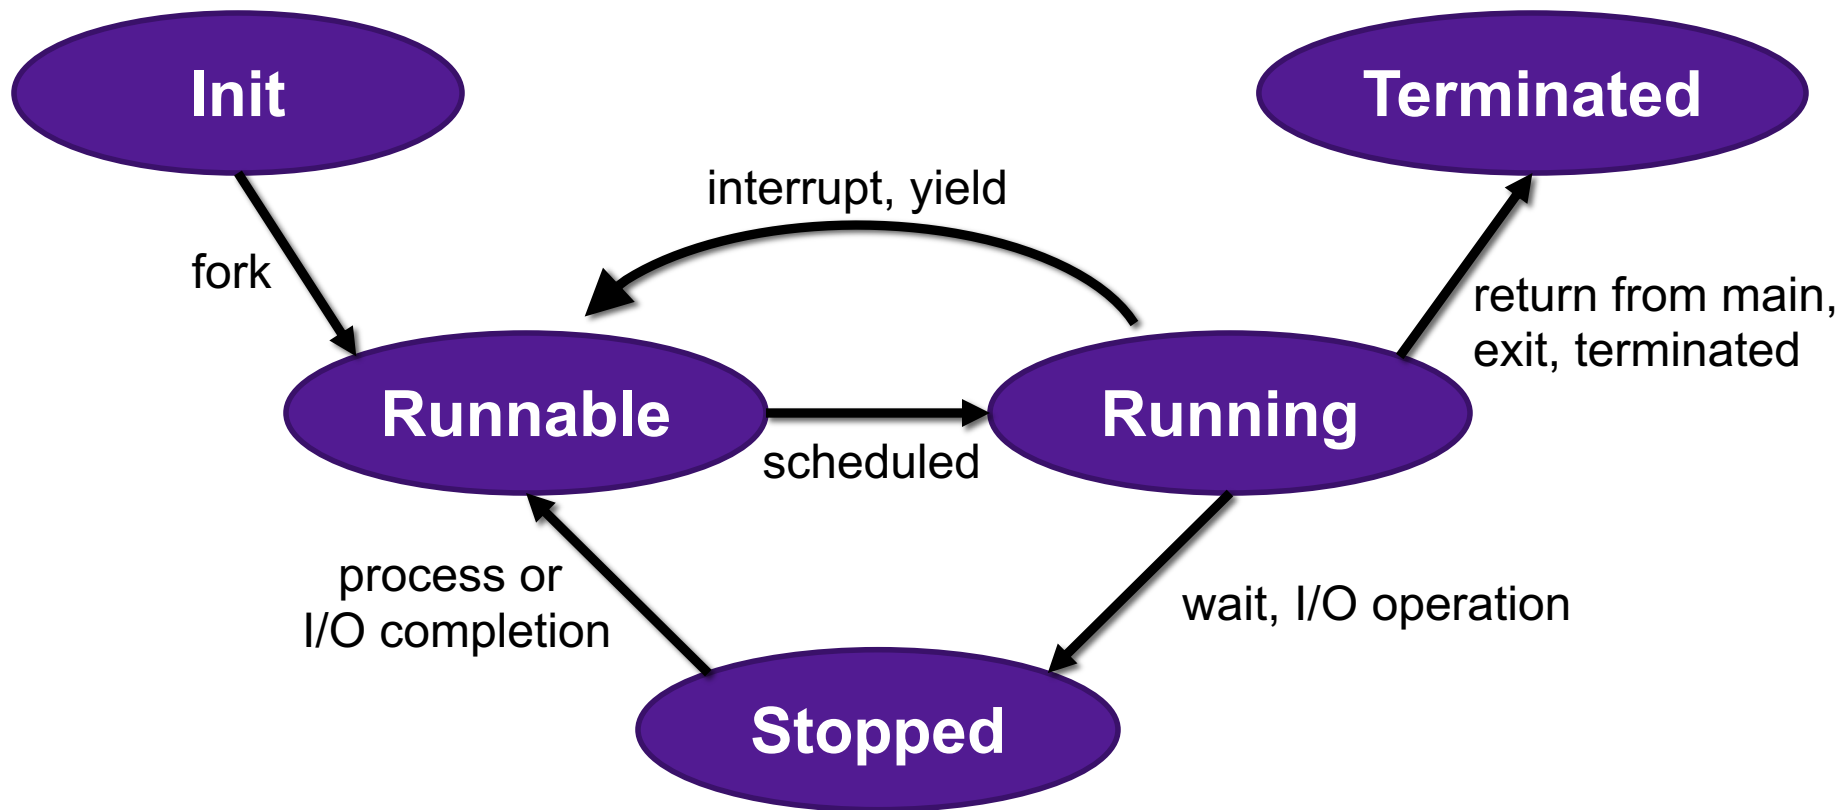 Init
Terminated
interrupt, yield
fork
return from main,
exit, terminated
Runnable
Running
scheduled
process or
I/O completion
wait, I/O operation
Stopped